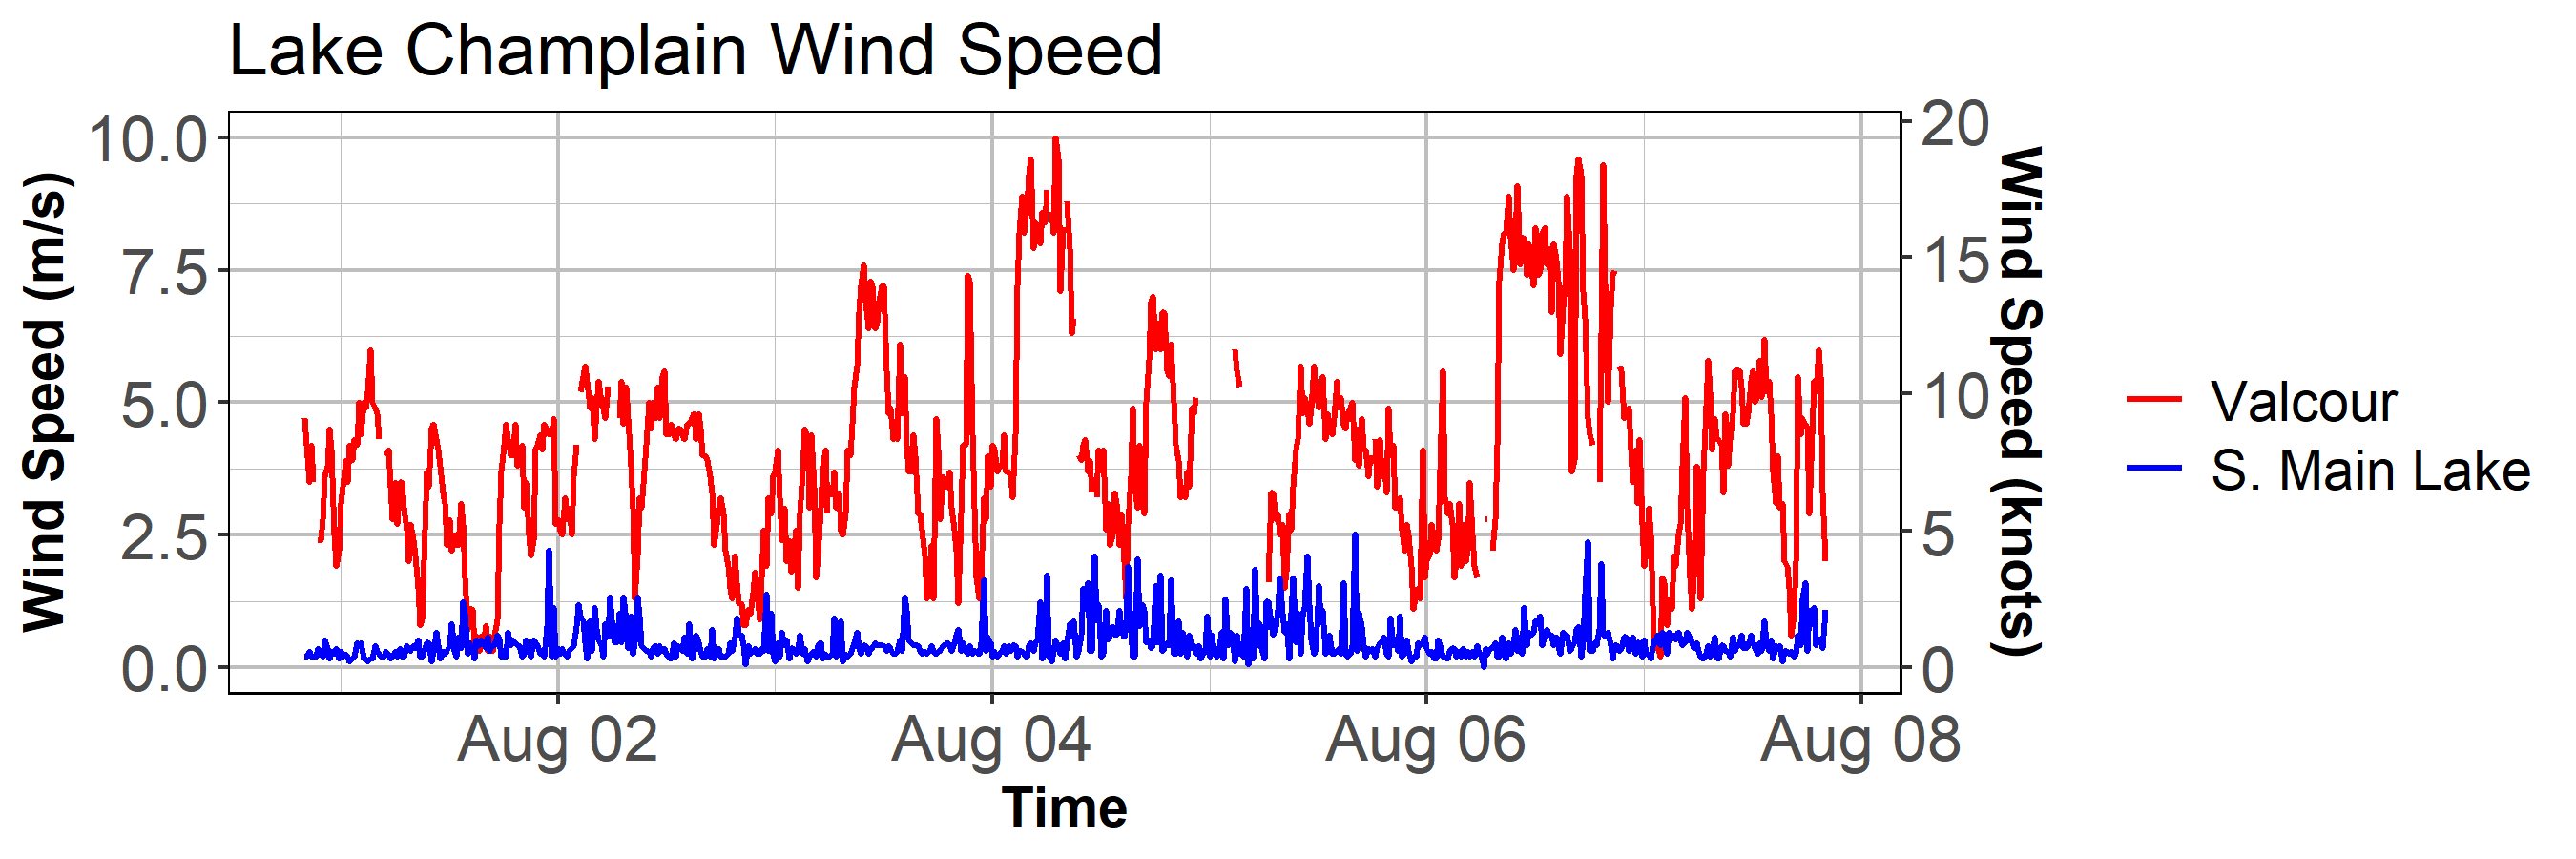 Lake Champlain Wind Speed
Wind Speed (m/s)
10.0
7.5
5.0
2.5
0.0
20
15
10
5
0
Wind Speed (knots)
Aug 02
Aug 04
Aug 06
Aug 08
Time
Valcour
S. Main Lake